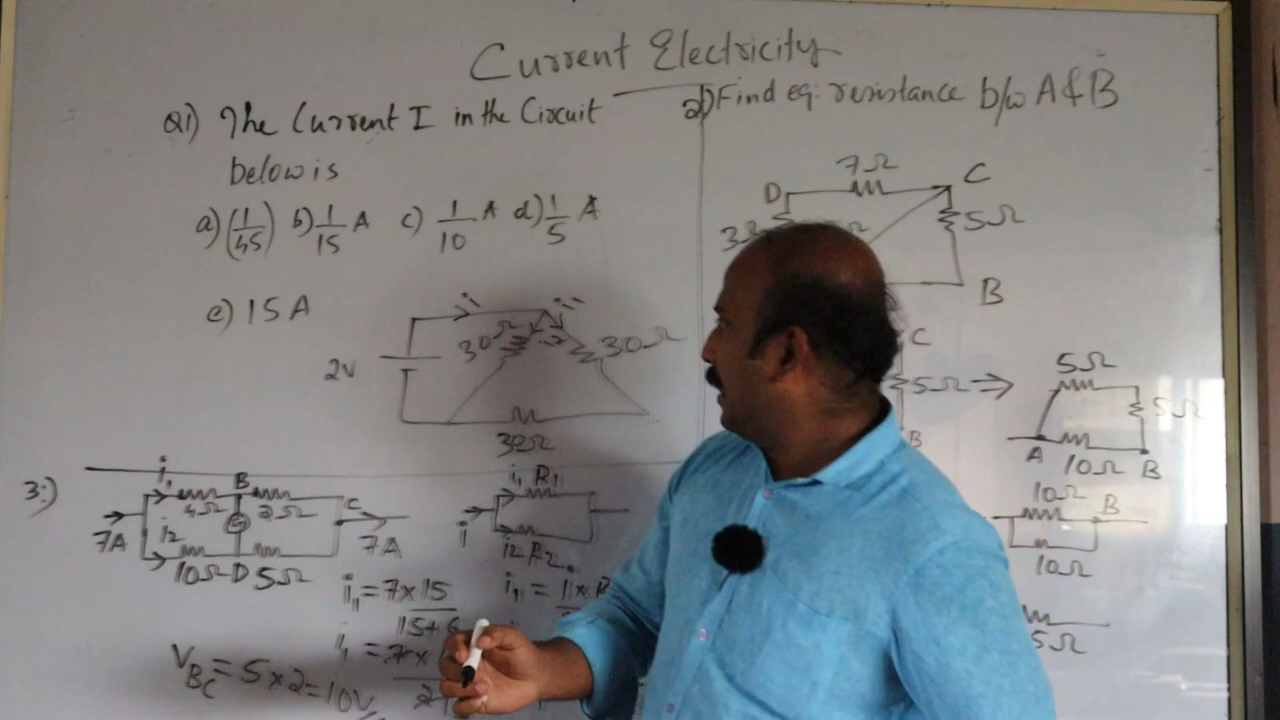 Current Electricity
Q1) The Current I in the Circuit
below is
a) (1/45) b) 1/15 A c) 1/10 A d) 1/5 A
e) 15 A
i
i1
30Ω
30Ω
2V
30Ω
2) Find eq. resistance b/w A & B
7Ω
D
C
5Ω
B
C
5Ω ⇒
B
5Ω
5Ω
A 10Ω B
10Ω
B
10Ω
5Ω
3:)
i1
B
4Ω 2Ω
C
G
7A
i2
7A
10Ω D 5Ω
i1 R1
i
i2 R2
i1 = 7 × 15
15+6
i1 = 7 ×
VBC = 5 × 2 = 10V